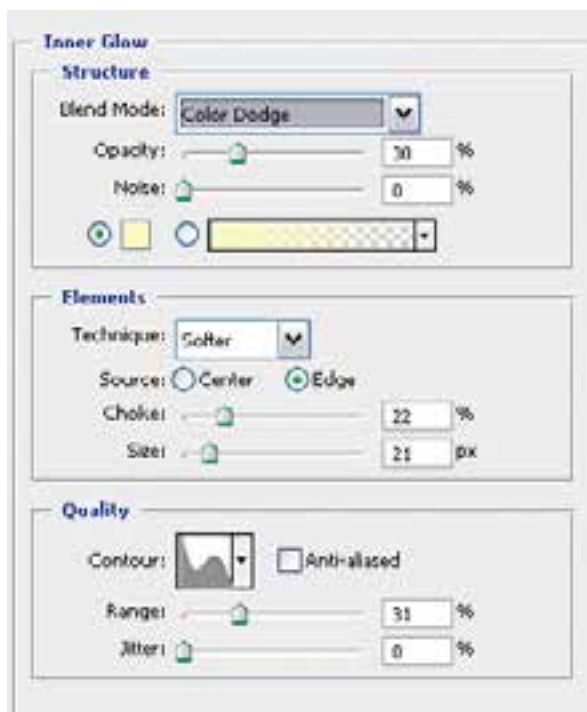 Inner Glow
Structure
Blend Mode: Color Dodge
Opacity: 30 %
Noise: 0 %
Elements
Technique: Softer
Source: Center Edge
Choke: 22 %
Size: 21 px
Quality
Contour: Anti-aliased
Range: 31 %
Jitter: 0 %